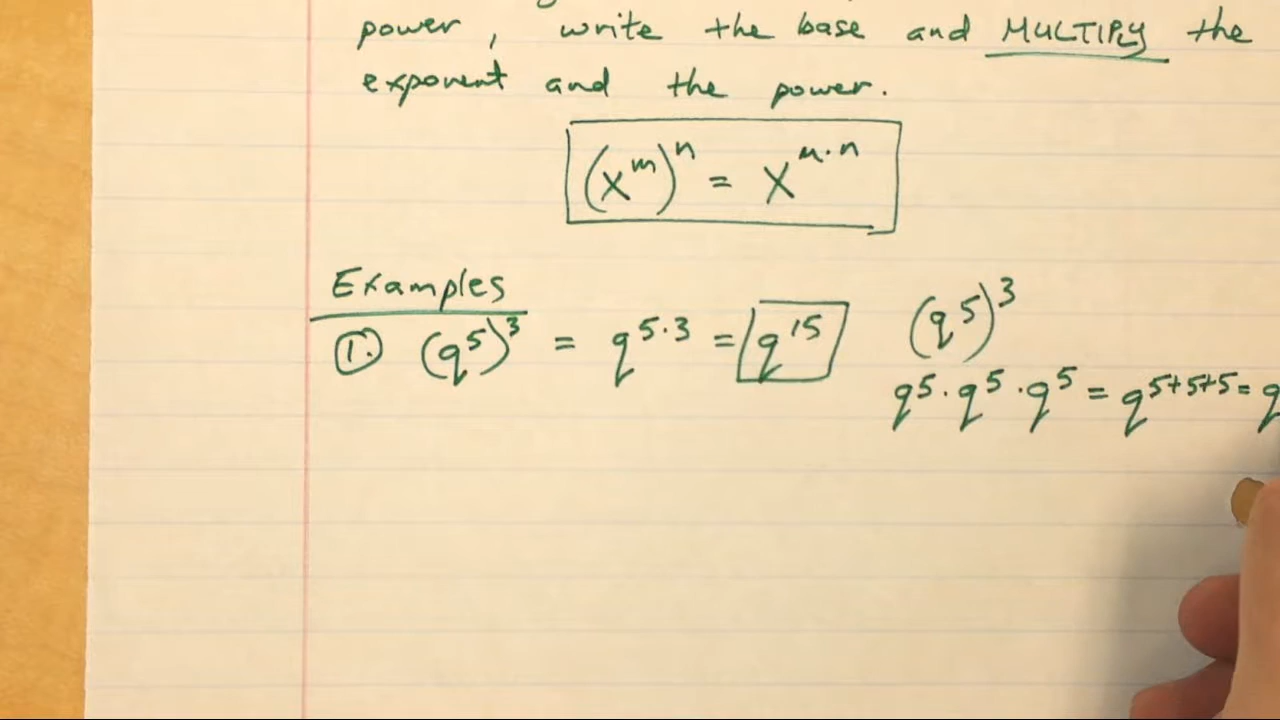 power, write the base and MULTIPLY the
exponent and the power.
(x^m)^n = x^{m·n}
Examples
1. (q^5)^3 = q^{5·3} = q^{15}
(q^5)^3
q^5 · q^5 · q^5 = q^{5+5+5} = q